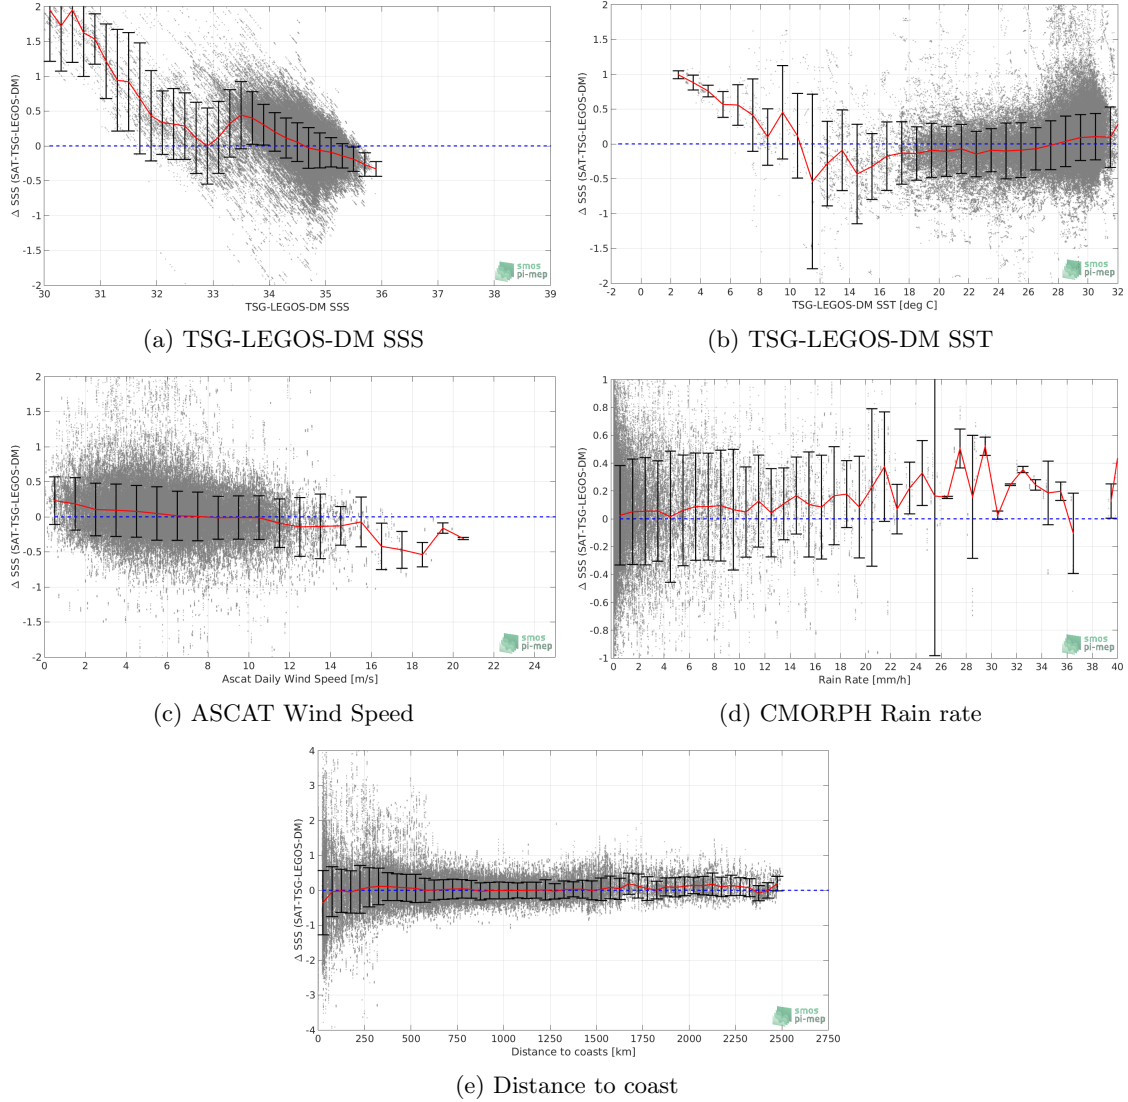 2
1.5
1
0.5
0
-0.5
-1
-1.5
-2
Δ SSS (SAT-TSG-LEGOS-DM)
30 31 32 33 34 35 36 37 38 39
TSG-LEGOS-DM SSS
smos
pi-mep
(a) TSG-LEGOS-DM SSS
2
1.5
1
0.5
0
-0.5
-1
-1.5
-2
Δ SSS (SAT-TSG-LEGOS-DM)
-2 0 2 4 6 8 10 12 14 16 18 20 22 24 26 28 30 32
TSG-LEGOS-DM SST [deg C]
smos
pi-mep
(b) TSG-LEGOS-DM SST
2
1.5
1
0.5
0
-0.5
-1
-1.5
-2
Δ SSS (SAT-TSG-LEGOS-DM)
0 2 4 6 8 10 12 14 16 18 20 22 24
Ascat Daily Wind Speed [m/s]
smos
pi-mep
(c) ASCAT Wind Speed
1
0.8
0.6
0.4
0.2
0
-0.2
-0.4
-0.6
-0.8
-1
Δ SSS (SAT-TSG-LEGOS-DM)
0 2 4 6 8 10 12 14 16 18 20 22 24 26 28 30 32 34 36 38 40
Rain Rate [mm/h]
smos
pi-mep
(d) CMORPH Rain rate
4
3
2
1
0
-1
-2
-3
-4
Δ SSS (SAT-TSG-LEGOS-DM)
0 250 500 750 1000 1250 1500 1750 2000 2250 2500 2750
Distance to coasts [km]
smos
pi-mep
(e) Distance to coast